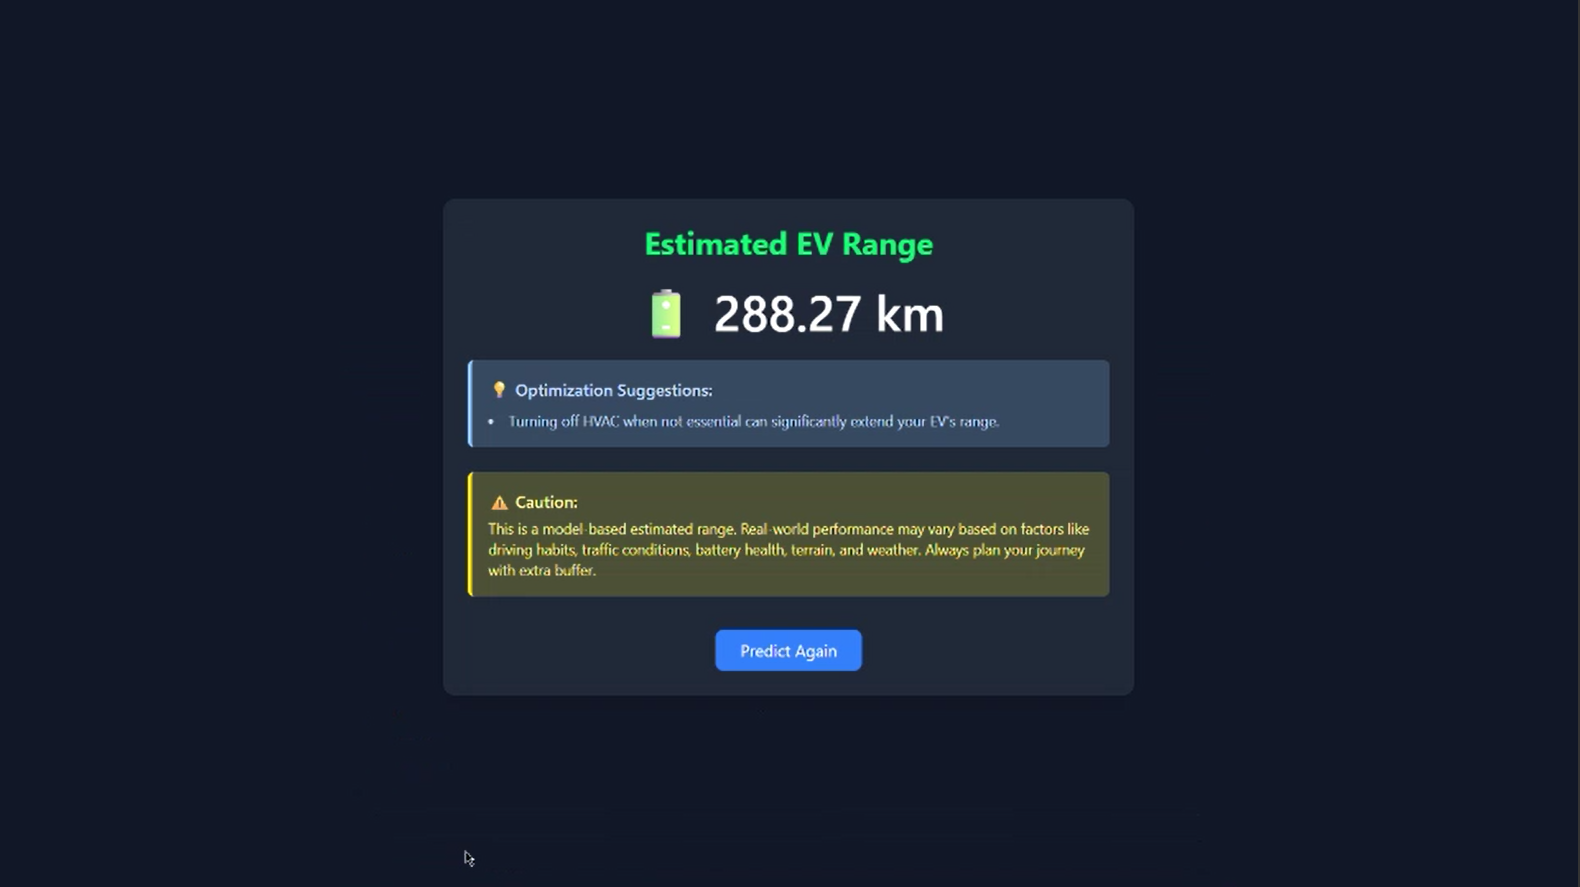 Estimated EV Range
288.27 km
Optimization Suggestions:
• Turning off HVAC when not essential can significantly extend your EV's range.
Caution:
This is a model-based estimated range. Real-world performance may vary based on factors like
driving habits, traffic conditions, battery health, terrain, and weather. Always plan your journey
with extra buffer.
Predict Again